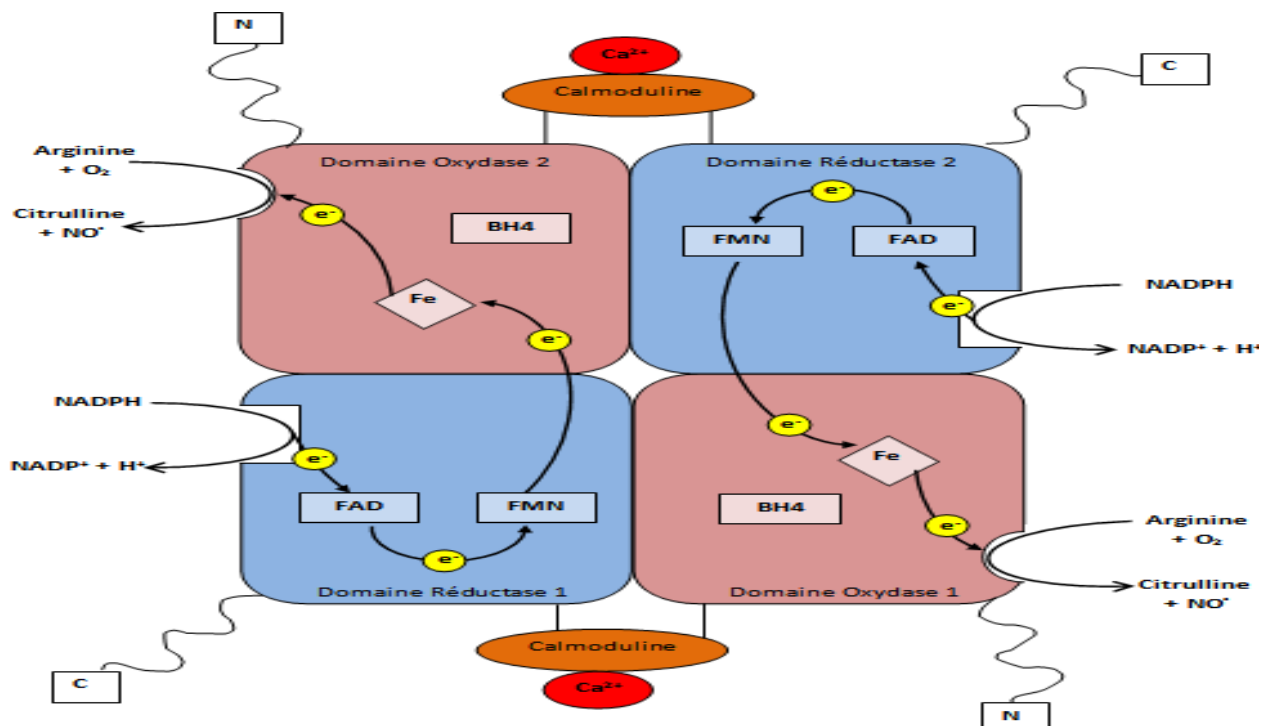 N
Ca²⁺
C
Calmoduline
Arginine
+ O₂
Domaine Oxydase 2
Domaine Réductase 2
e⁻
e⁻
Citrulline
+ NO•
BH4
FMN
FAD
Fe
e⁻
NADPH
e⁻
NADP⁺ + H⁺
NADPH
e⁻
e⁻
NADP⁺ + H⁺
Fe
FAD
FMN
BH4
e⁻
Arginine
+ O₂
e⁻
Domaine Réductase 1
Domaine Oxydase 1
Citrulline
+ NO•
Calmoduline
C
Ca²⁺
N